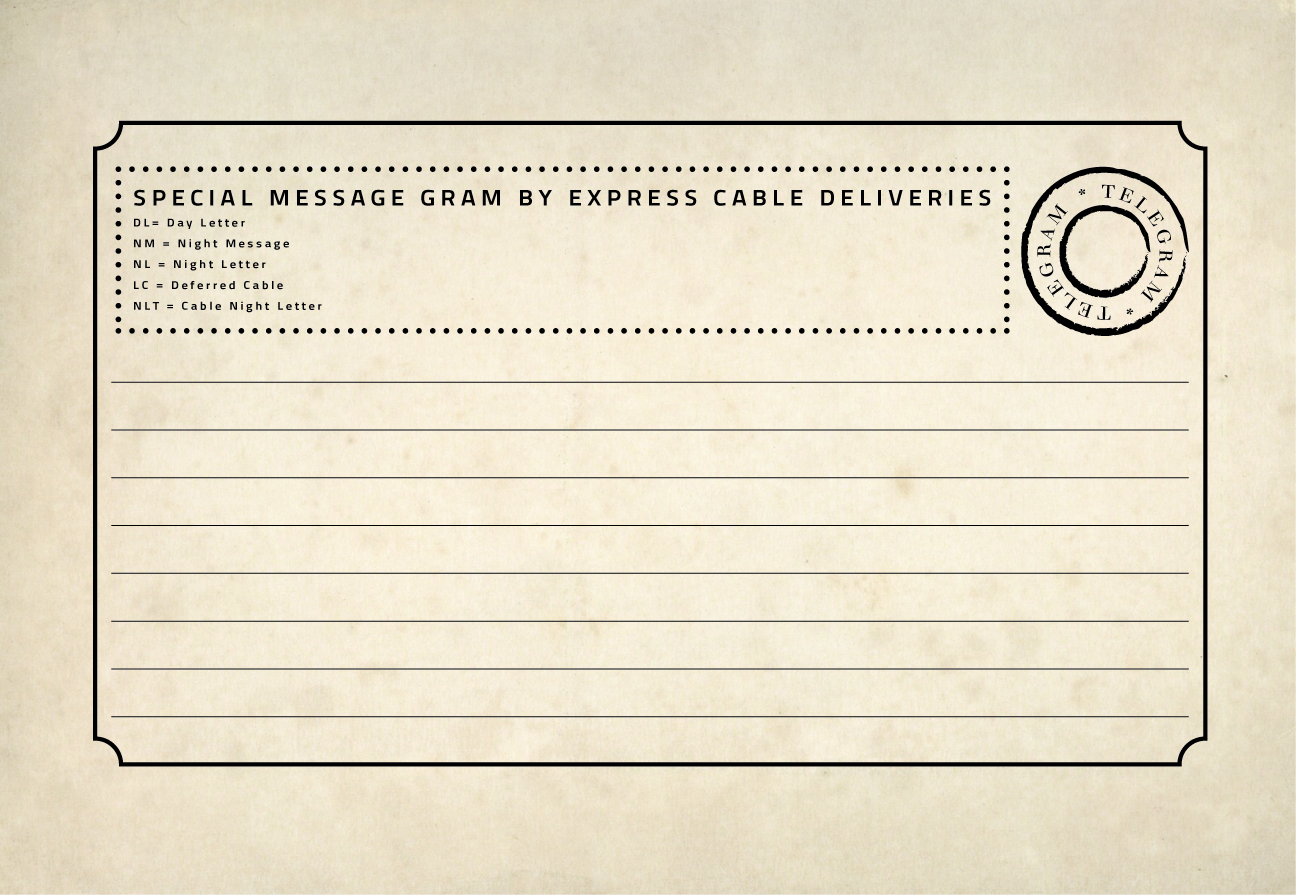 SPECIAL MESSAGE GRAM BY EXPRESS CABLE DELIVERIES
DL= Day Letter
NM = Night Message
NL = Night Letter
LC = Deferred Cable
NLT = Cable Night Letter
* TELEGRAM * TELEGRAM